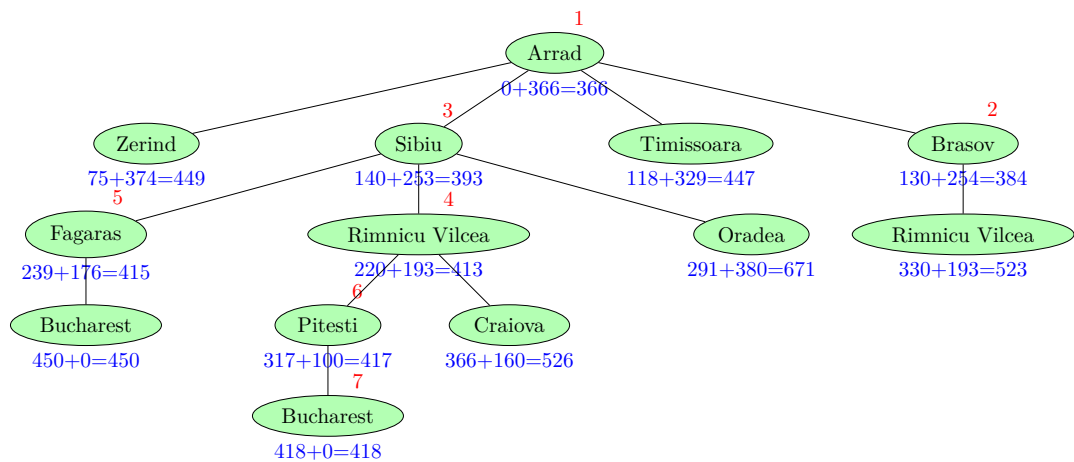 1
Arrad
0+366=366
3
2
Zerind
Sibiu
Timissoara
Brasov
75+374=449
140+253=393
118+329=447
130+254=384
5
4
Fagaras
Rimnicu Vilcea
Oradea
Rimnicu Vilcea
239+176=415
220+193=413
291+380=671
330+193=523
6
Bucharest
Pitesti
Craiova
450+0=450
317+100=417
366+160=526
7
Bucharest
418+0=418